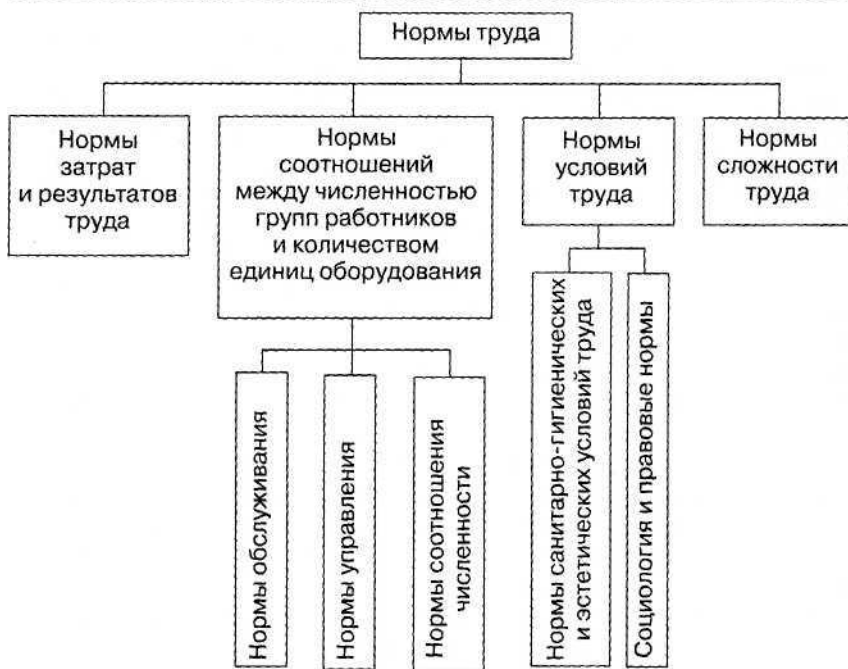 Нормы труда
Нормы
затрат
и результатов
труда
Нормы
соотношений
между численностью
групп работников
и количеством
единиц оборудования
Нормы
условий
труда
Нормы
сложности
труда
Нормы обслуживания
Нормы управления
Нормы соотношения
численности
Нормы санитарно-гигиенических
и эстетических условий труда
Социология и правовые нормы